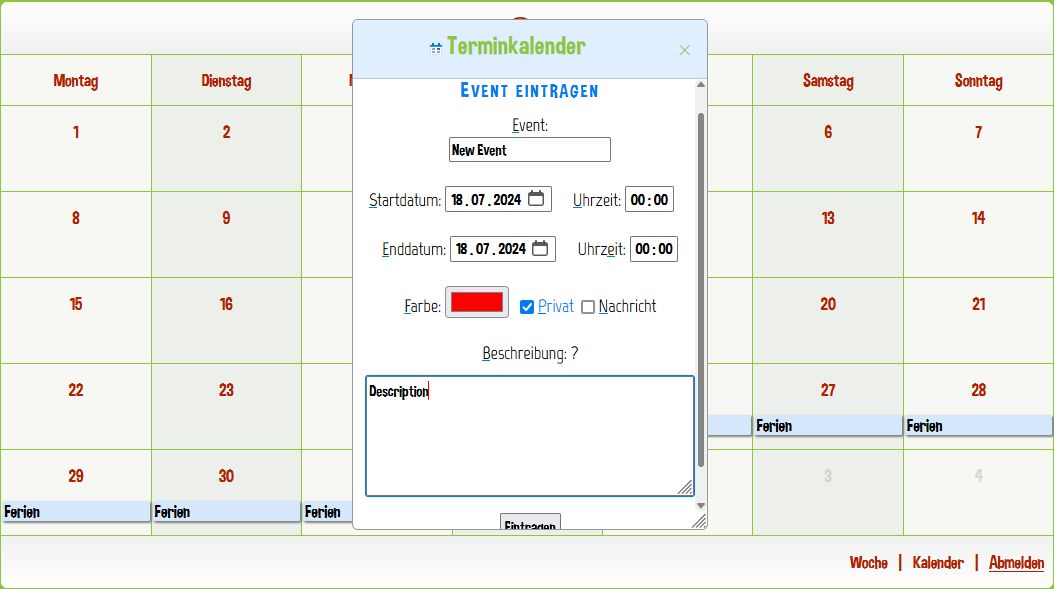 Terminkalender ×
Montag Dienstag Samstag Sonntag
EVENT EINTRAGEN
Event:
1 2 6 7
New Event
Startdatum: 18.07.2024 Uhrzeit: 00:00
8 9 13 14
Enddatum: 18.07.2024 Uhrzeit: 00:00
15 16 20 21
Farbe: Privat Nachricht
Beschreibung: ?
22 23 27 28
Description
Ferien Ferien
29 30 3 4
Ferien Ferien Ferien
Eintragen
Woche | Kalender | Abmelden